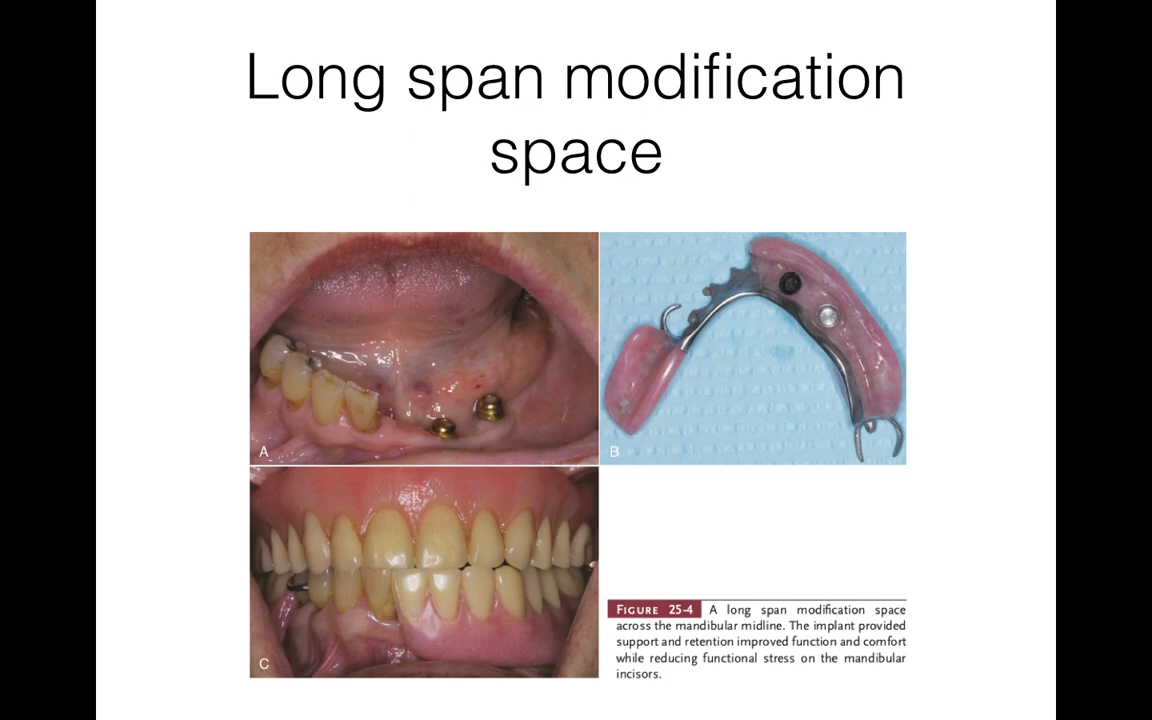 Long span modification
space
A
B
C
FIGURE 25-4 A long span modification space
across the mandibular midline. The implant provided
support and retention improved function and comfort
while reducing functional stress on the mandibular
incisors.